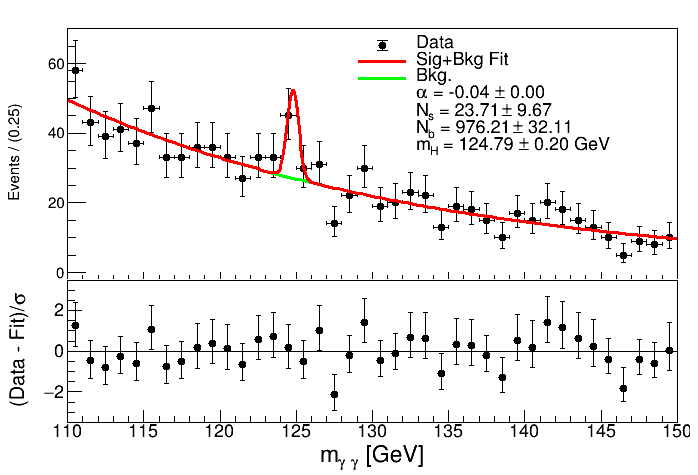 Data
Sig+Bkg Fit
Bkg.
α = -0.04 ± 0.00
N_s = 23.71± 9.67
N_b = 976.21± 32.11
m_H = 124.79 ± 0.20 GeV
Events / (0.25)
60
40
20
0
(Data - Fit)/σ
2
0
−2
110 115 120 125 130 135 140 145 150
m_γ γ [GeV]